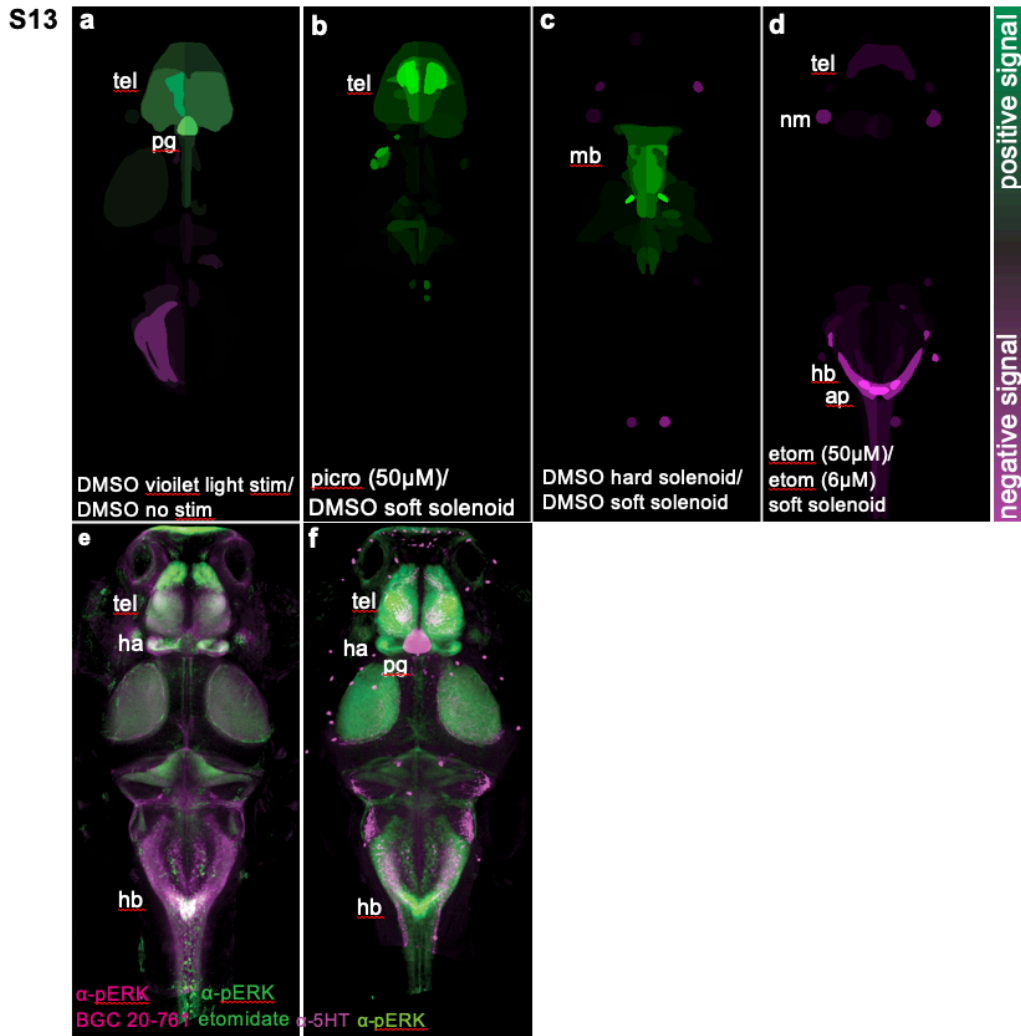 S13
a
b
c
d
tel
pg
tel
mb
tel
nm
hb
ap
DMSO vioilet light stim/
DMSO no stim
picro (50µM)/
DMSO soft solenoid
DMSO hard solenoid/
DMSO soft solenoid
etom (50µM)/
etom (6µM)
soft solenoid
positive signal
negative signal
e
f
tel
ha
hb
tel
ha
pg
hb
α-pERK α-pERK
BGC 20-761 etomidate α-5HT α-pERK